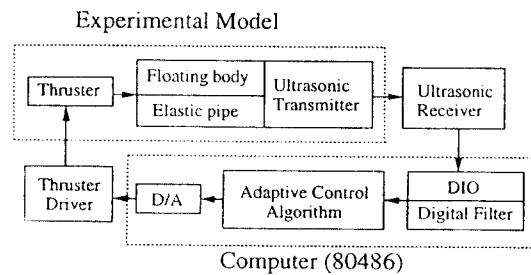 Experimental Model
Thruster
Floating body
Elastic pipe
Ultrasonic
Transmitter
Ultrasonic
Receiver
Thruster
Driver
D/A
Adaptive Control
Algorithm
DIO
Digital Filter
Computer (80486)